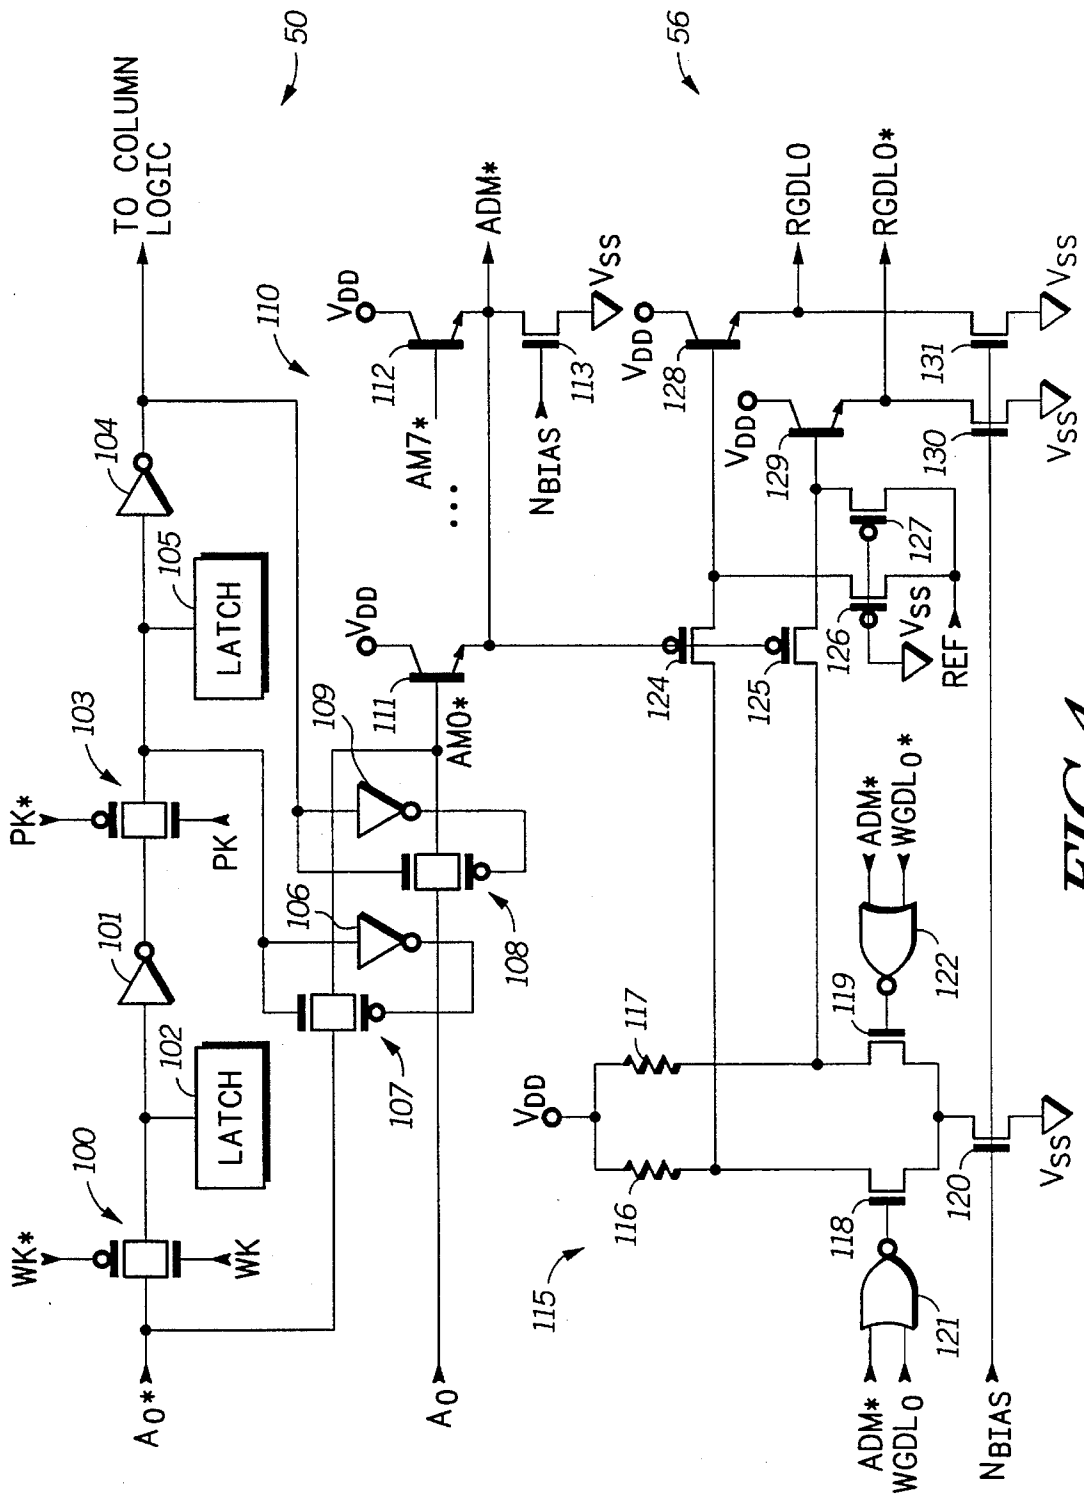 50
TO COLUMN
LOGIC
104
105
LATCH
103
PK*
PK
101
102
LATCH
100
WK*
WK
A0*
109
106
108
107
A0
110
VDD
112
AM7*
...
ADM*
VSS
113
NBIAS
VDD
111
AM0*
56
RGDL0
RGDL0*
VDD
128
VDD
129
127
126
VSS
REF
124
125
130
131
VSS
VSS
VDD
117
116
115
ADM*
WGDL0*
122
119
118
121
120
VSS
ADM*
WGDL0
NBIAS